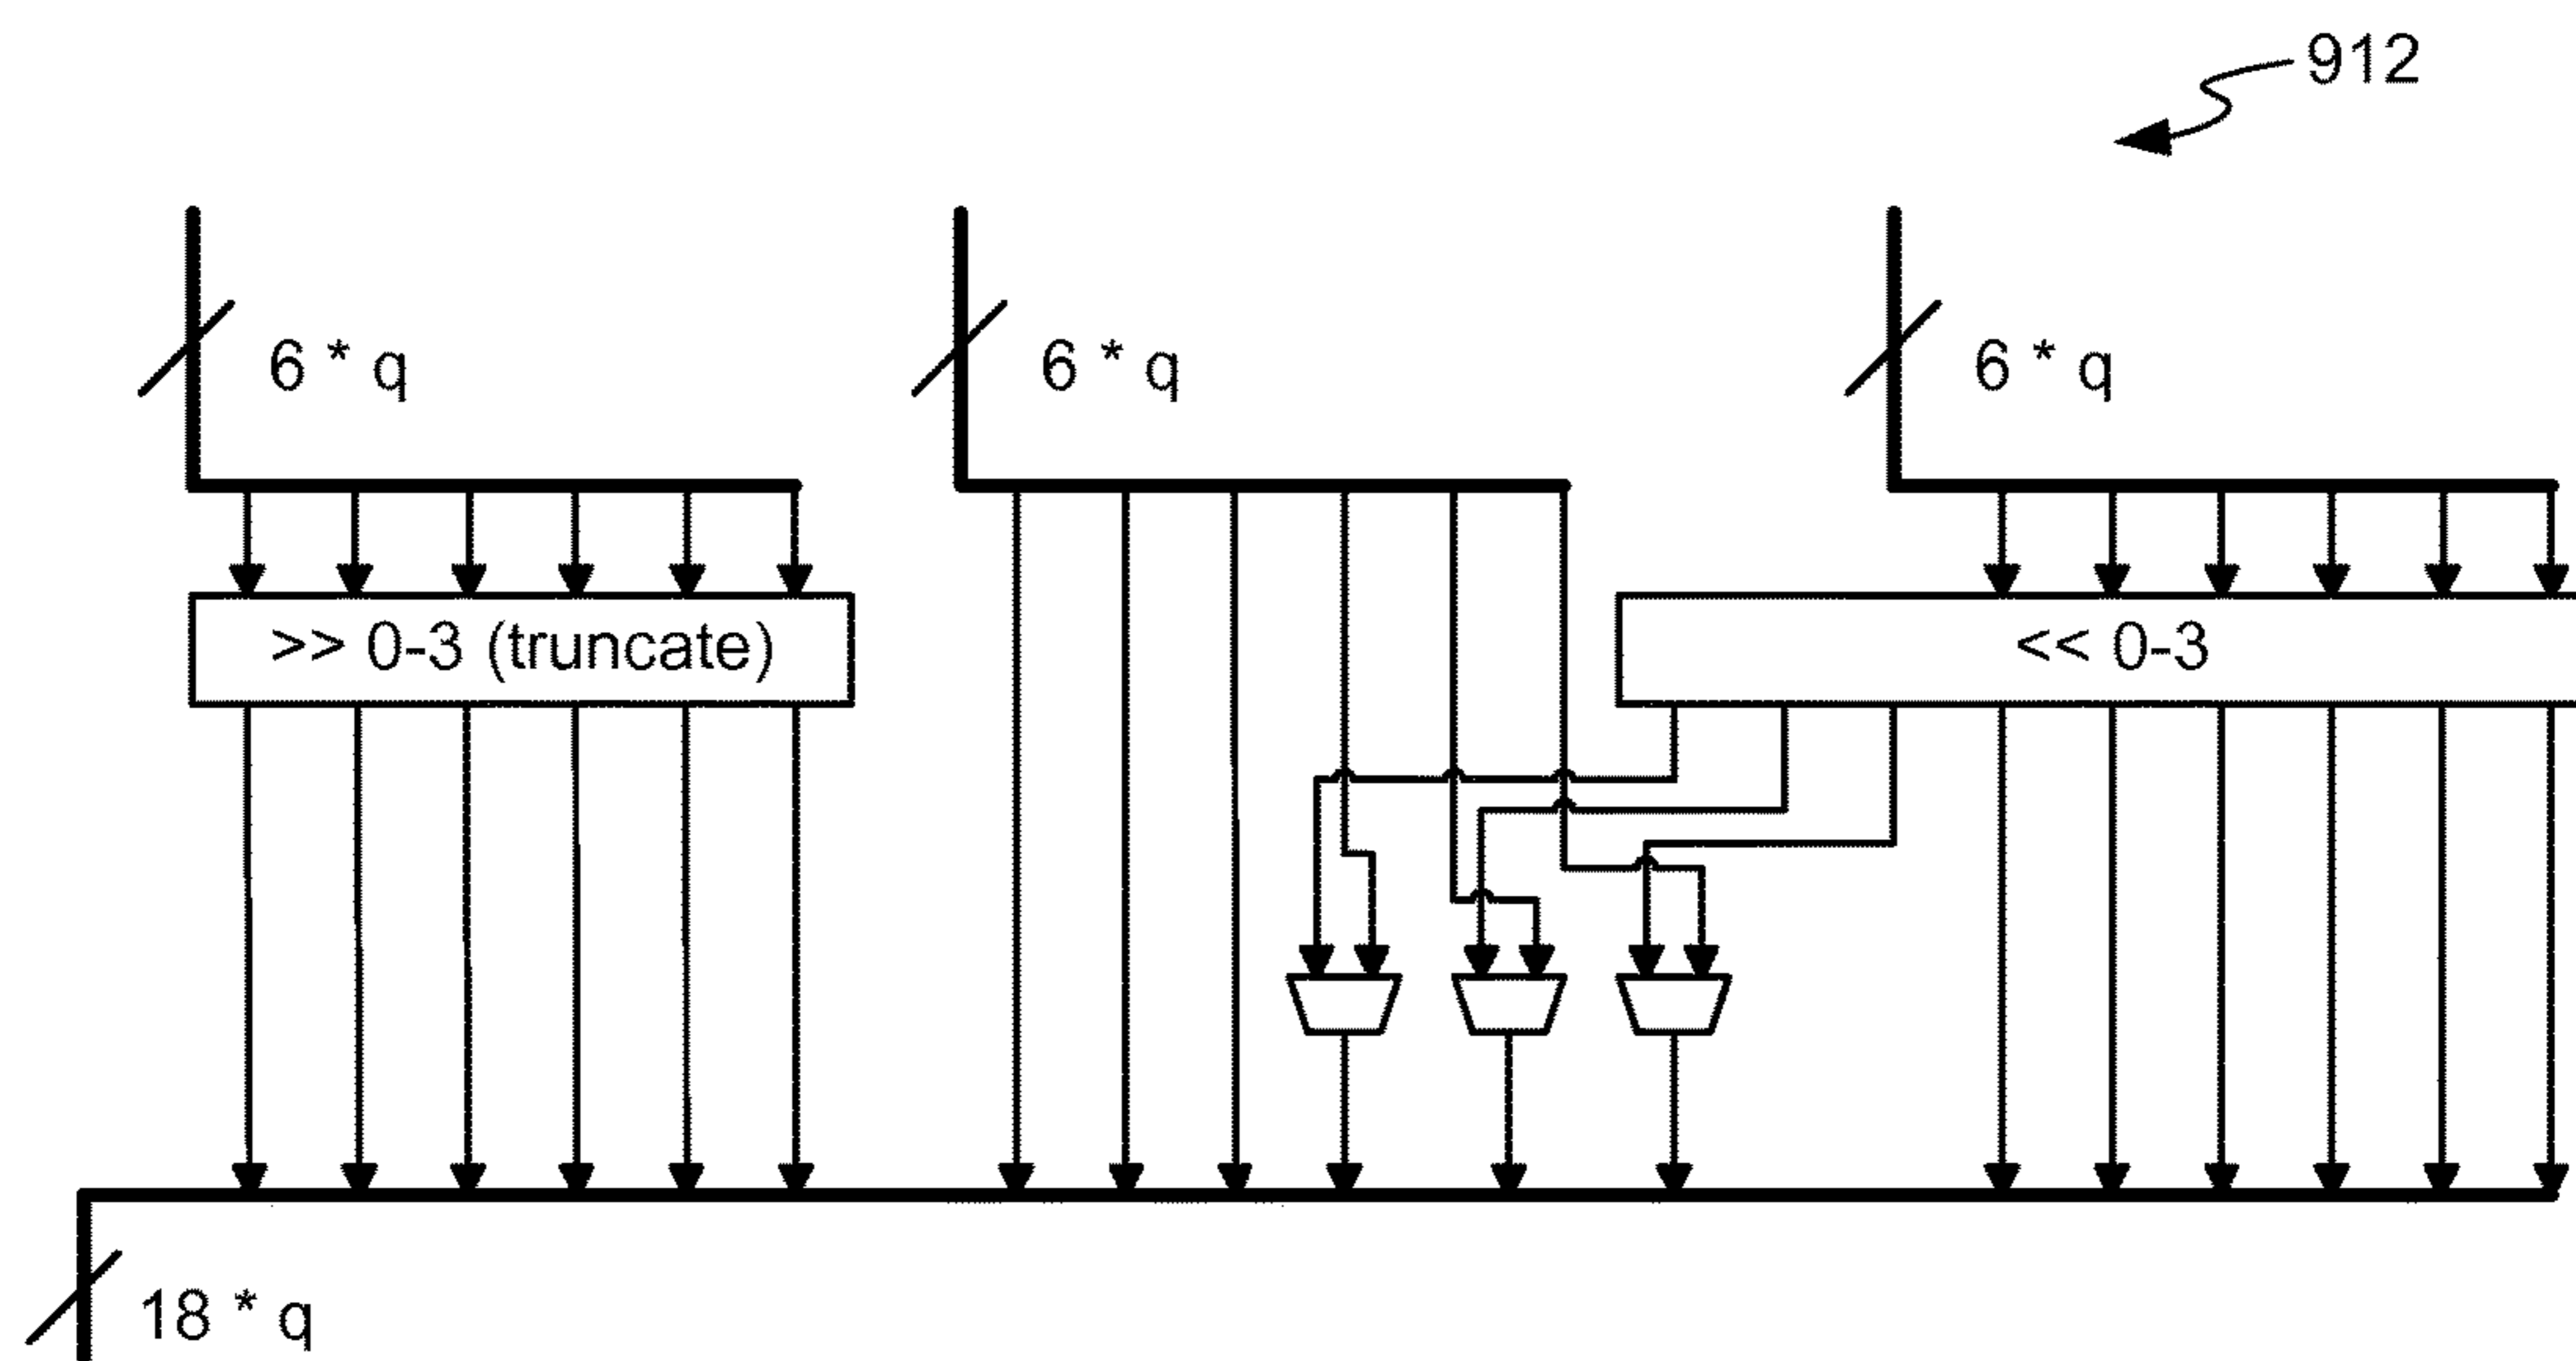 912
6 * q
6 * q
6 * q
>> 0-3 (truncate)
<< 0-3
18 * q